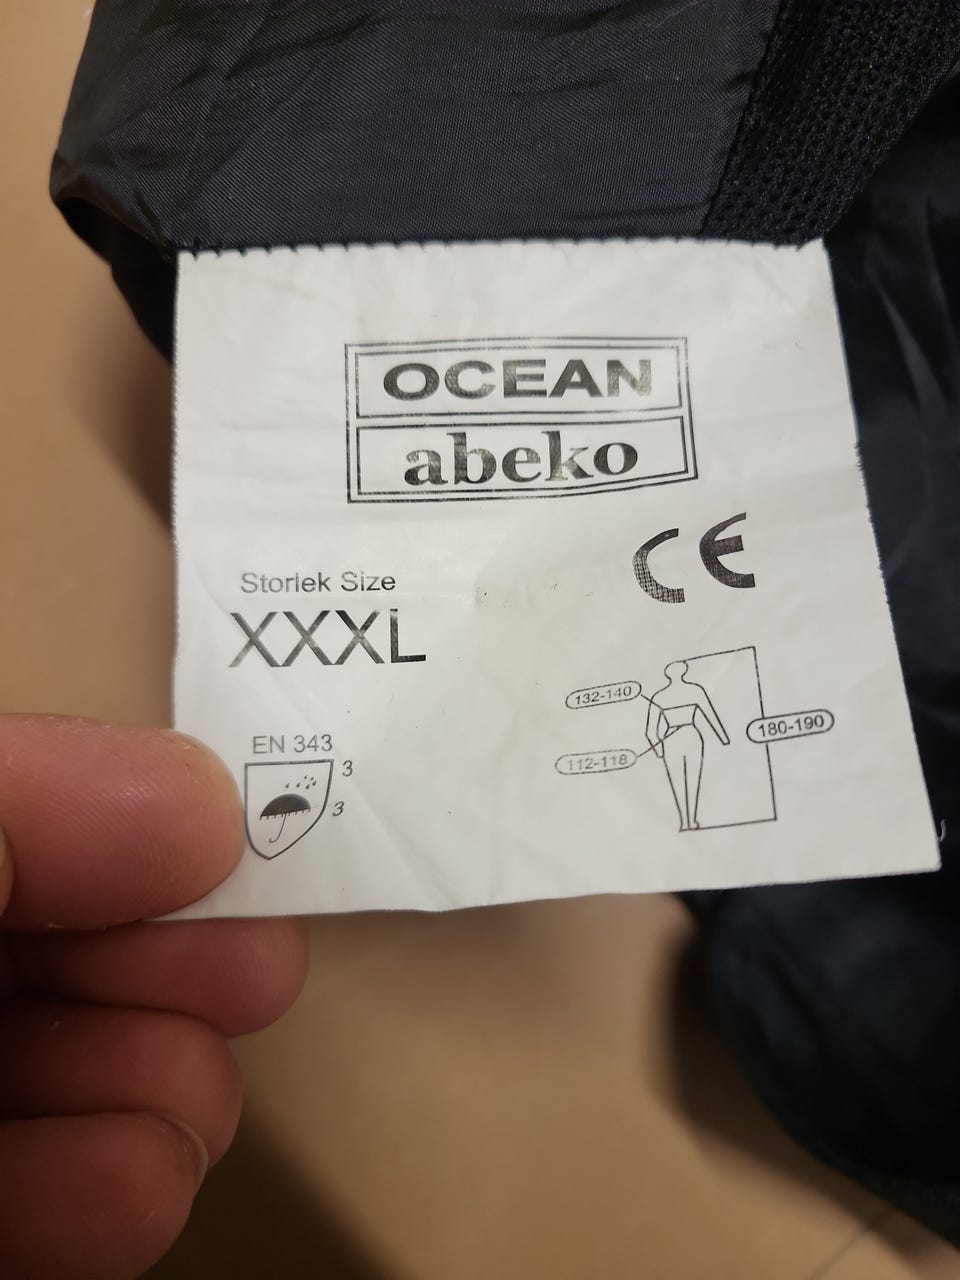 OCEAN
abeko
CE
Storlek Size
XXXL
132-140
180-190
112-118
EN 343
3
3